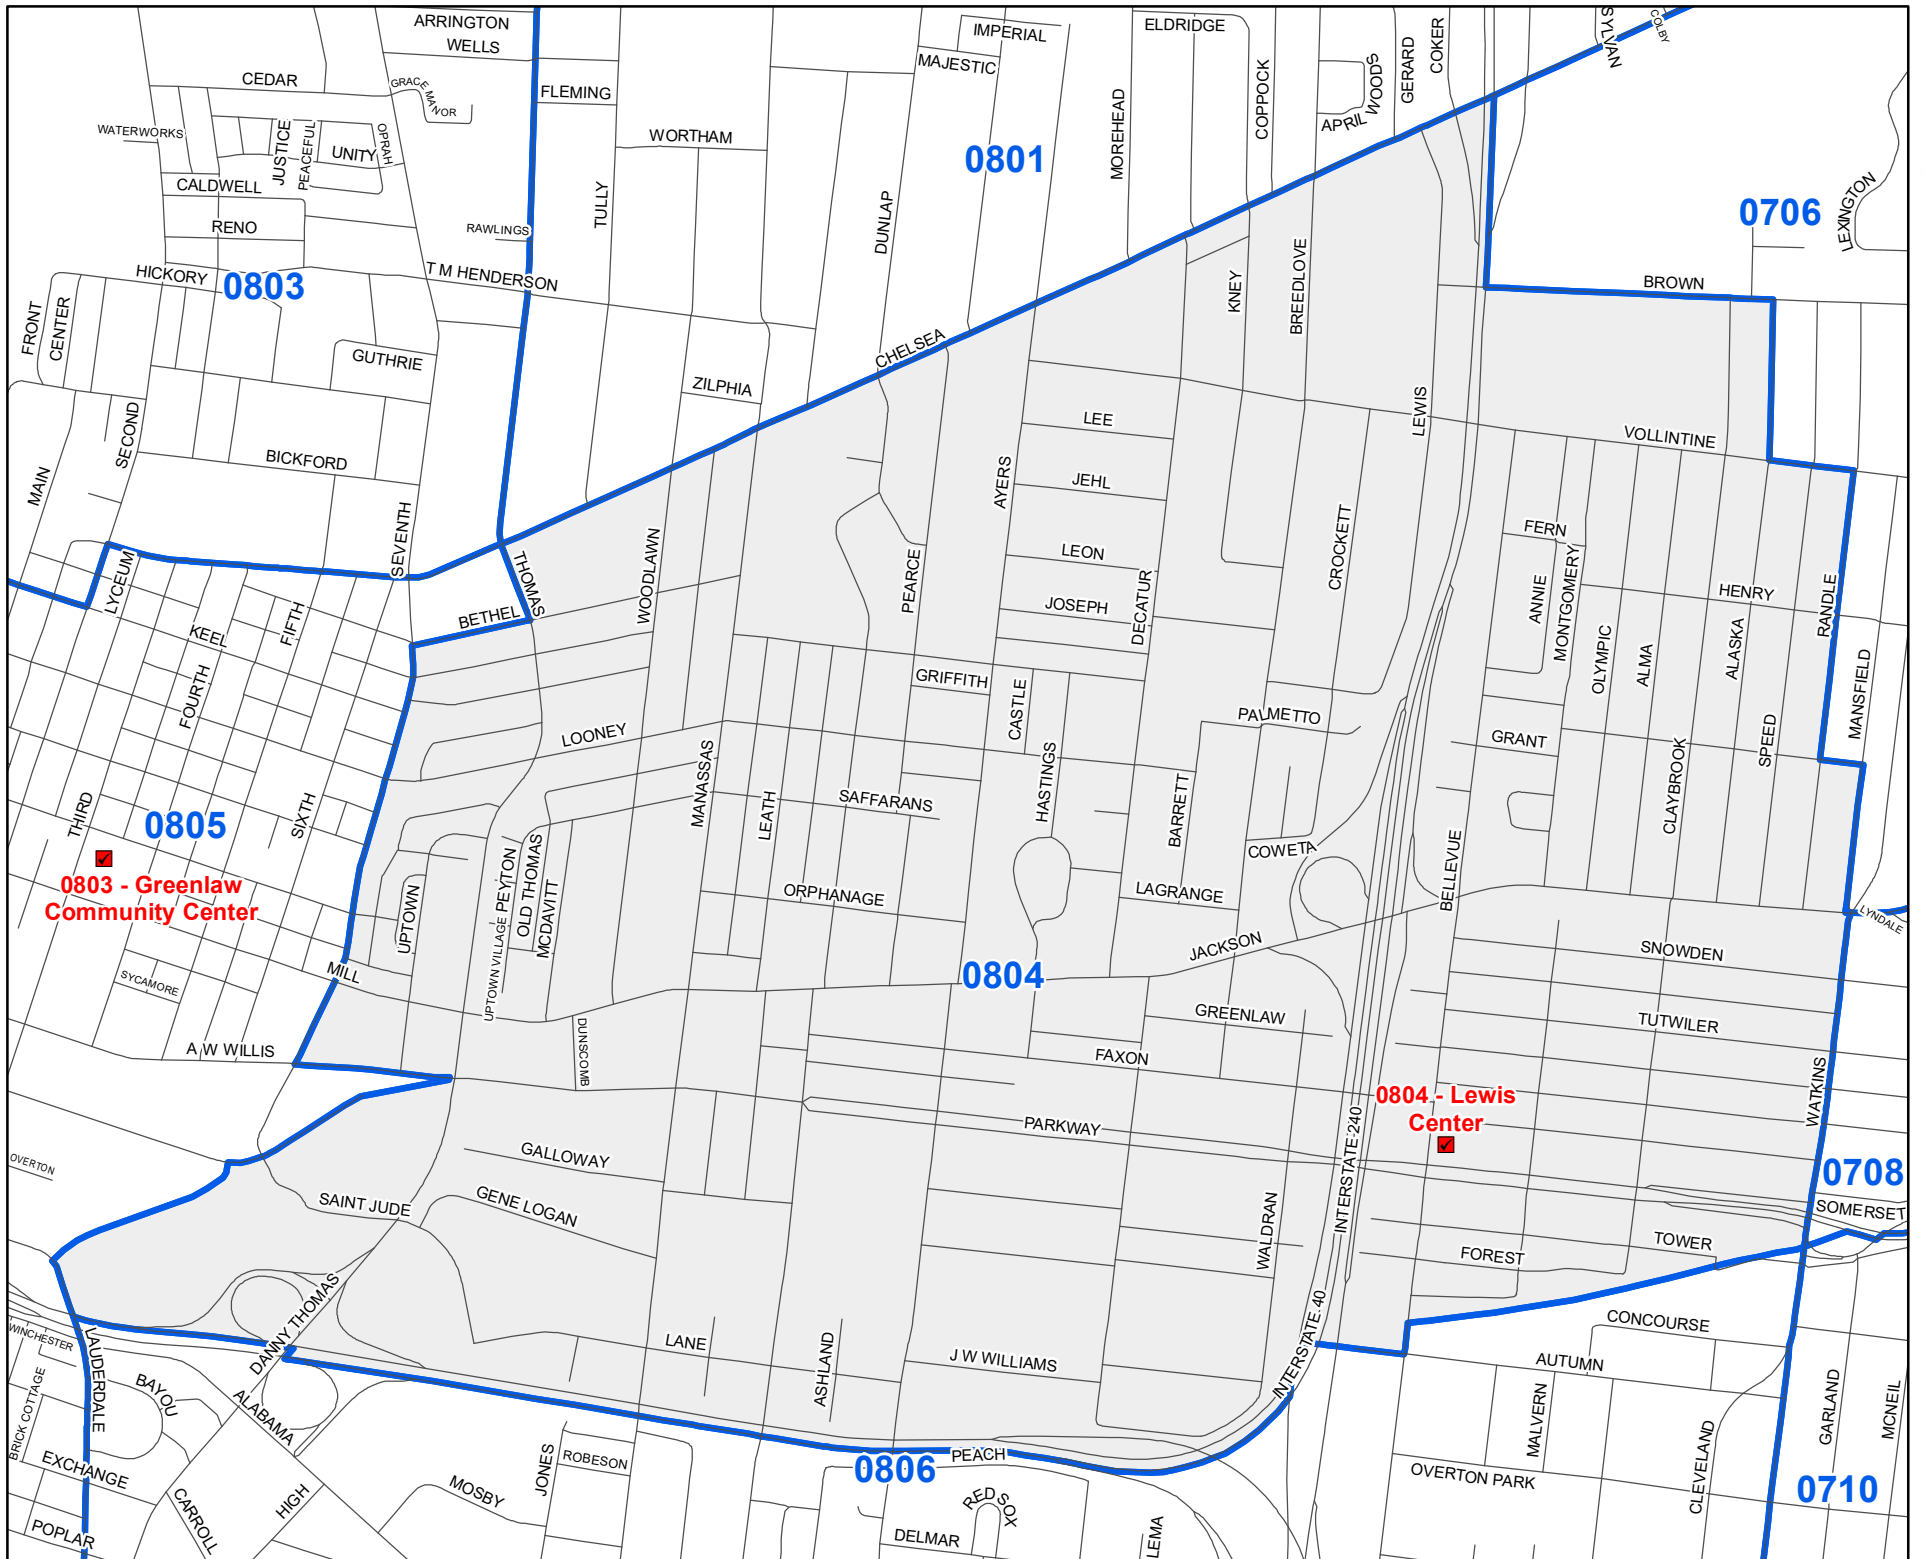 ARRINGTON
WELLS
CEDAR
GRACE MANOR
FLEMING
IMPERIAL
MAJESTIC
ELDRIDGE
COPPOCK
WOODS
APRIL
GERARD
COKER
SYLVAN
COLBY
WATERWORKS
JUSTICE
PEACEFUL
UNITY
OPRAH
WORTHAM
0801
MOREHEAD
CALDWELL
TULLY
DUNLAP
0706
LEXINGTON
RENO
RAWLINGS
HICKORY
0803
T M HENDERSON
KNEY
BREEDLOVE
BROWN
FRONT
CENTER
GUTHRIE
CHELSEA
ZILPHIA
LEE
LEWIS
VOLLINTINE
SECOND
MAIN
BICKFORD
AYERS
JEHL
SEVENTH
CROCKETT
FERN
LYCEUM
THOMAS
WOODLAWN
PEARCE
LEON
DECATUR
ANNIE
MONTGOMERY
HENRY
RANDLE
BETHEL
JOSEPH
KEEL
FIFTH
FOURTH
OLYMPIC
ALMA
ALASKA
MANSFIELD
GRIFFITH
CASTLE
PALMETTO
LOONEY
GRANT
SPEED
CLAYBROOK
MANASSAS
HASTINGS
THIRD
0805
SIXTH
LEATH
SAFFARANS
BARRETT
COWETA
BELLEVUE
0803 - Greenlaw
Community Center
UPTOWN
PEYTON
OLD THOMAS
MCDAVITT
UPTOWN VILLAGE
ORPHANAGE
LAGRANGE
LYNDALE
MILL
SYCAMORE
0804
JACKSON
SNOWDEN
GREENLAW
TUTWILER
A W WILLIS
DUNSCOMB
FAXON
WATKINS
0804 - Lewis
Center
PARKWAY
INTERSTATE 240
OVERTON
GALLOWAY
0708
SAINT JUDE
GENE LOGAN
WALDRAN
SOMERSET
TOWER
FOREST
DANNY THOMAS
INTERSTATE 40
CONCOURSE
WINCHESTER
LAUDERDALE
LANE
ASHLAND
J W WILLIAMS
AUTUMN
BRICK COTTAGE
BAYOU
ALABAMA
MALVERN
GARLAND
MCNEIL
CLEVELAND
EXCHANGE
JONES
ROBESON
PEACH
0806
OVERTON PARK
0710
CARROLL
HIGH
MOSBY
RED SOX
POPLAR
DELMAR
LEMA